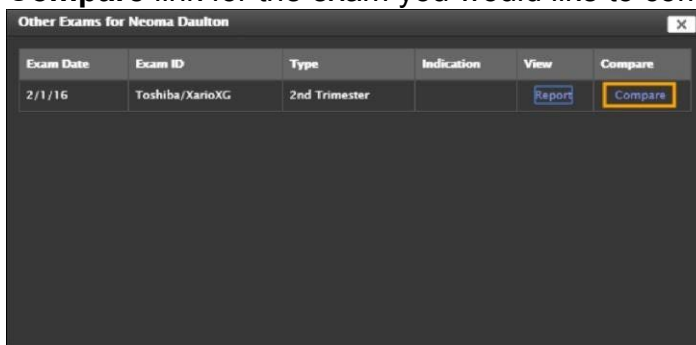 Compare link for the exam you would like to
Other Exams for Neoma Daulton
Exam Date Exam ID Type Indication View Compare
2/1/16 Toshiba/XarioXG 2nd Trimester Report Compare